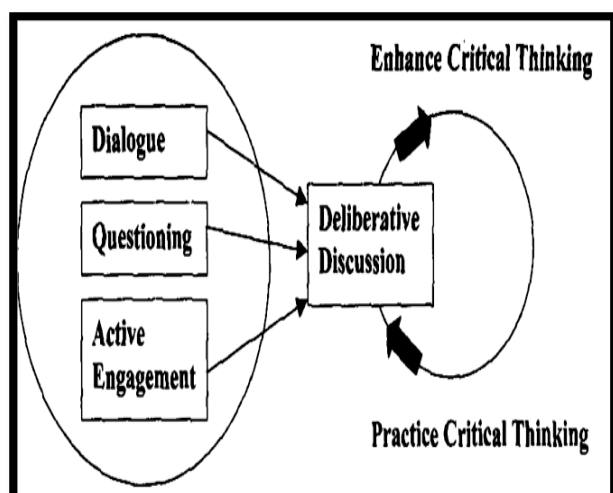 Enhance Critical Thinking
Dialogue
Questioning
Active
Engagement
Deliberative
Discussion
Practice Critical Thinking